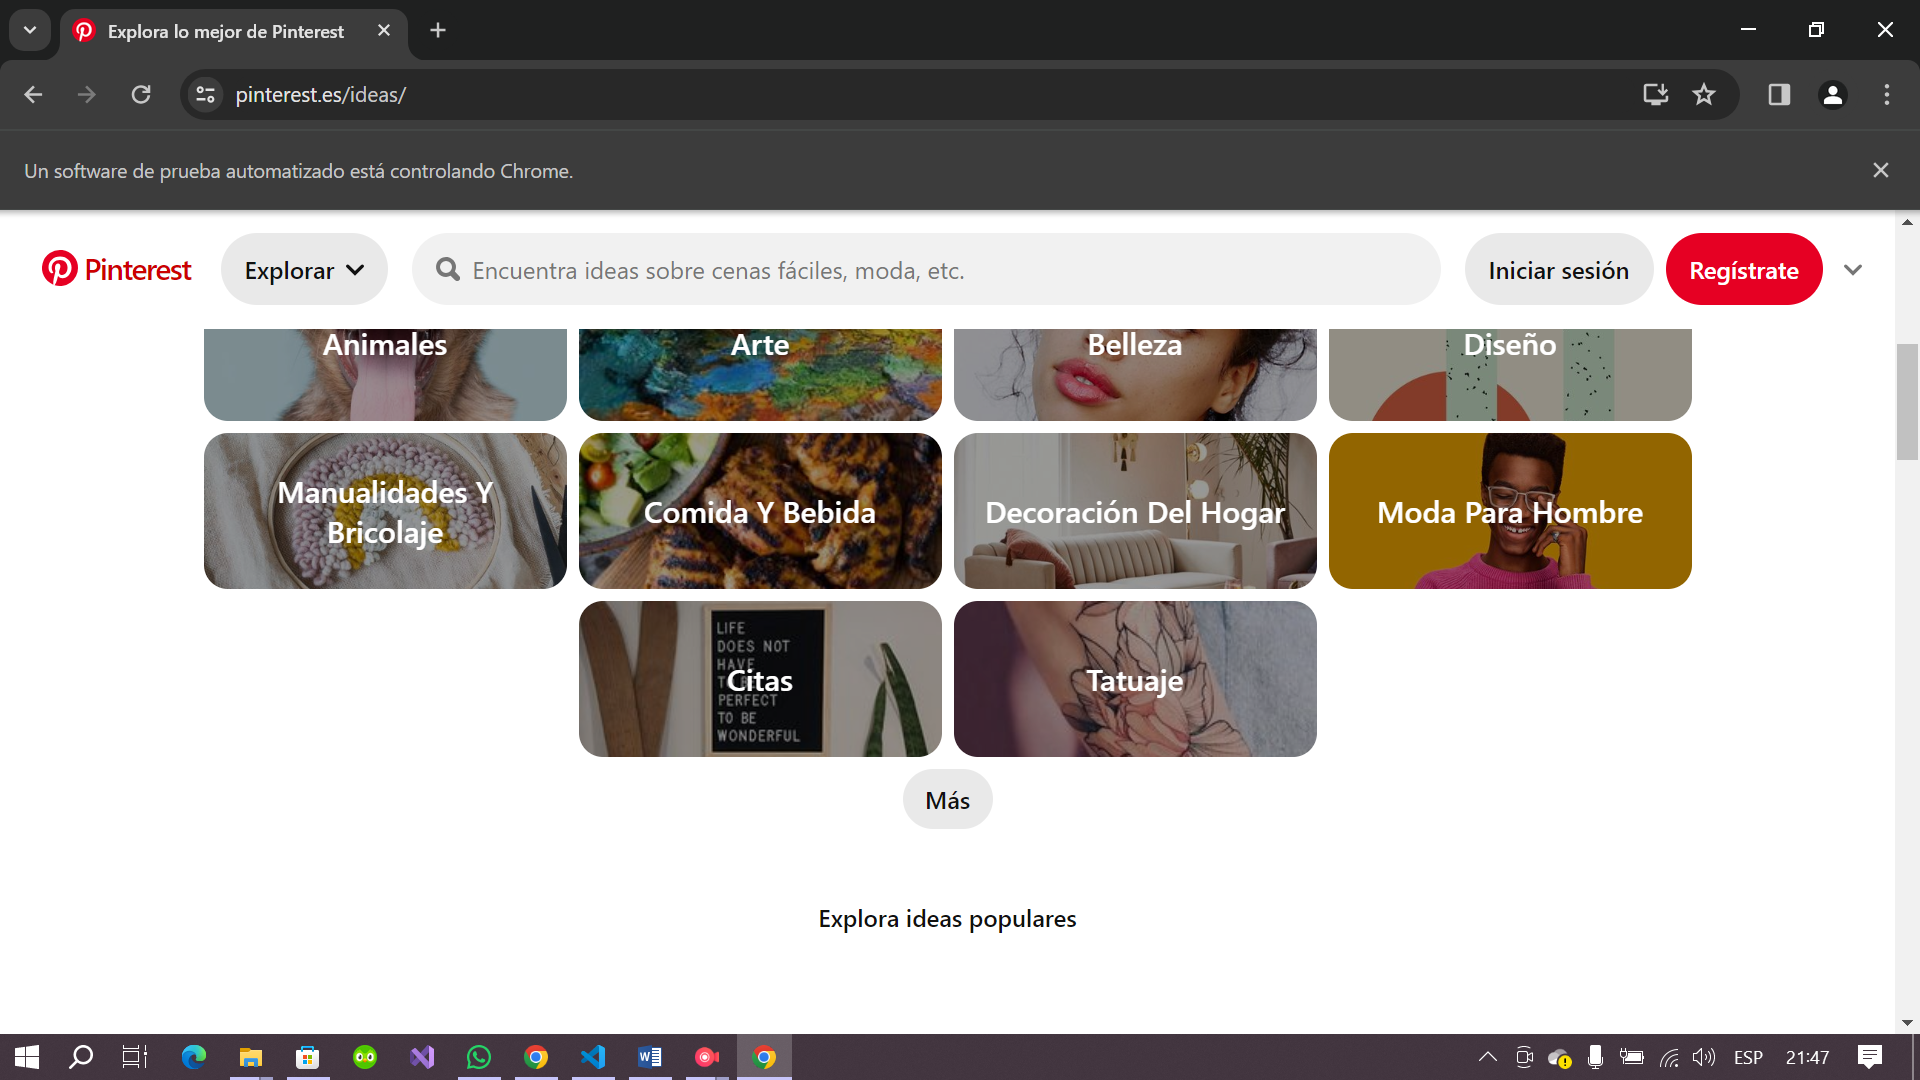 Explora lo mejor de Pinterest
pinterest.es/ideas/
Un software de prueba automatizado está controlando Chrome.
Pinterest
Explorar
Encuentra ideas sobre cenas fáciles, moda, etc.
Iniciar sesión
Regístrate
Animales
Arte
Belleza
Diseño
Manualidades Y
Bricolaje
Comida Y Bebida
Decoración Del Hogar
Moda Para Hombre
LIFE
DOES NOT
HAVE
TO BE
PERFECT
TO BE
WONDERFUL
Citas
Tatuaje
Más
Explora ideas populares
ESP
21:47